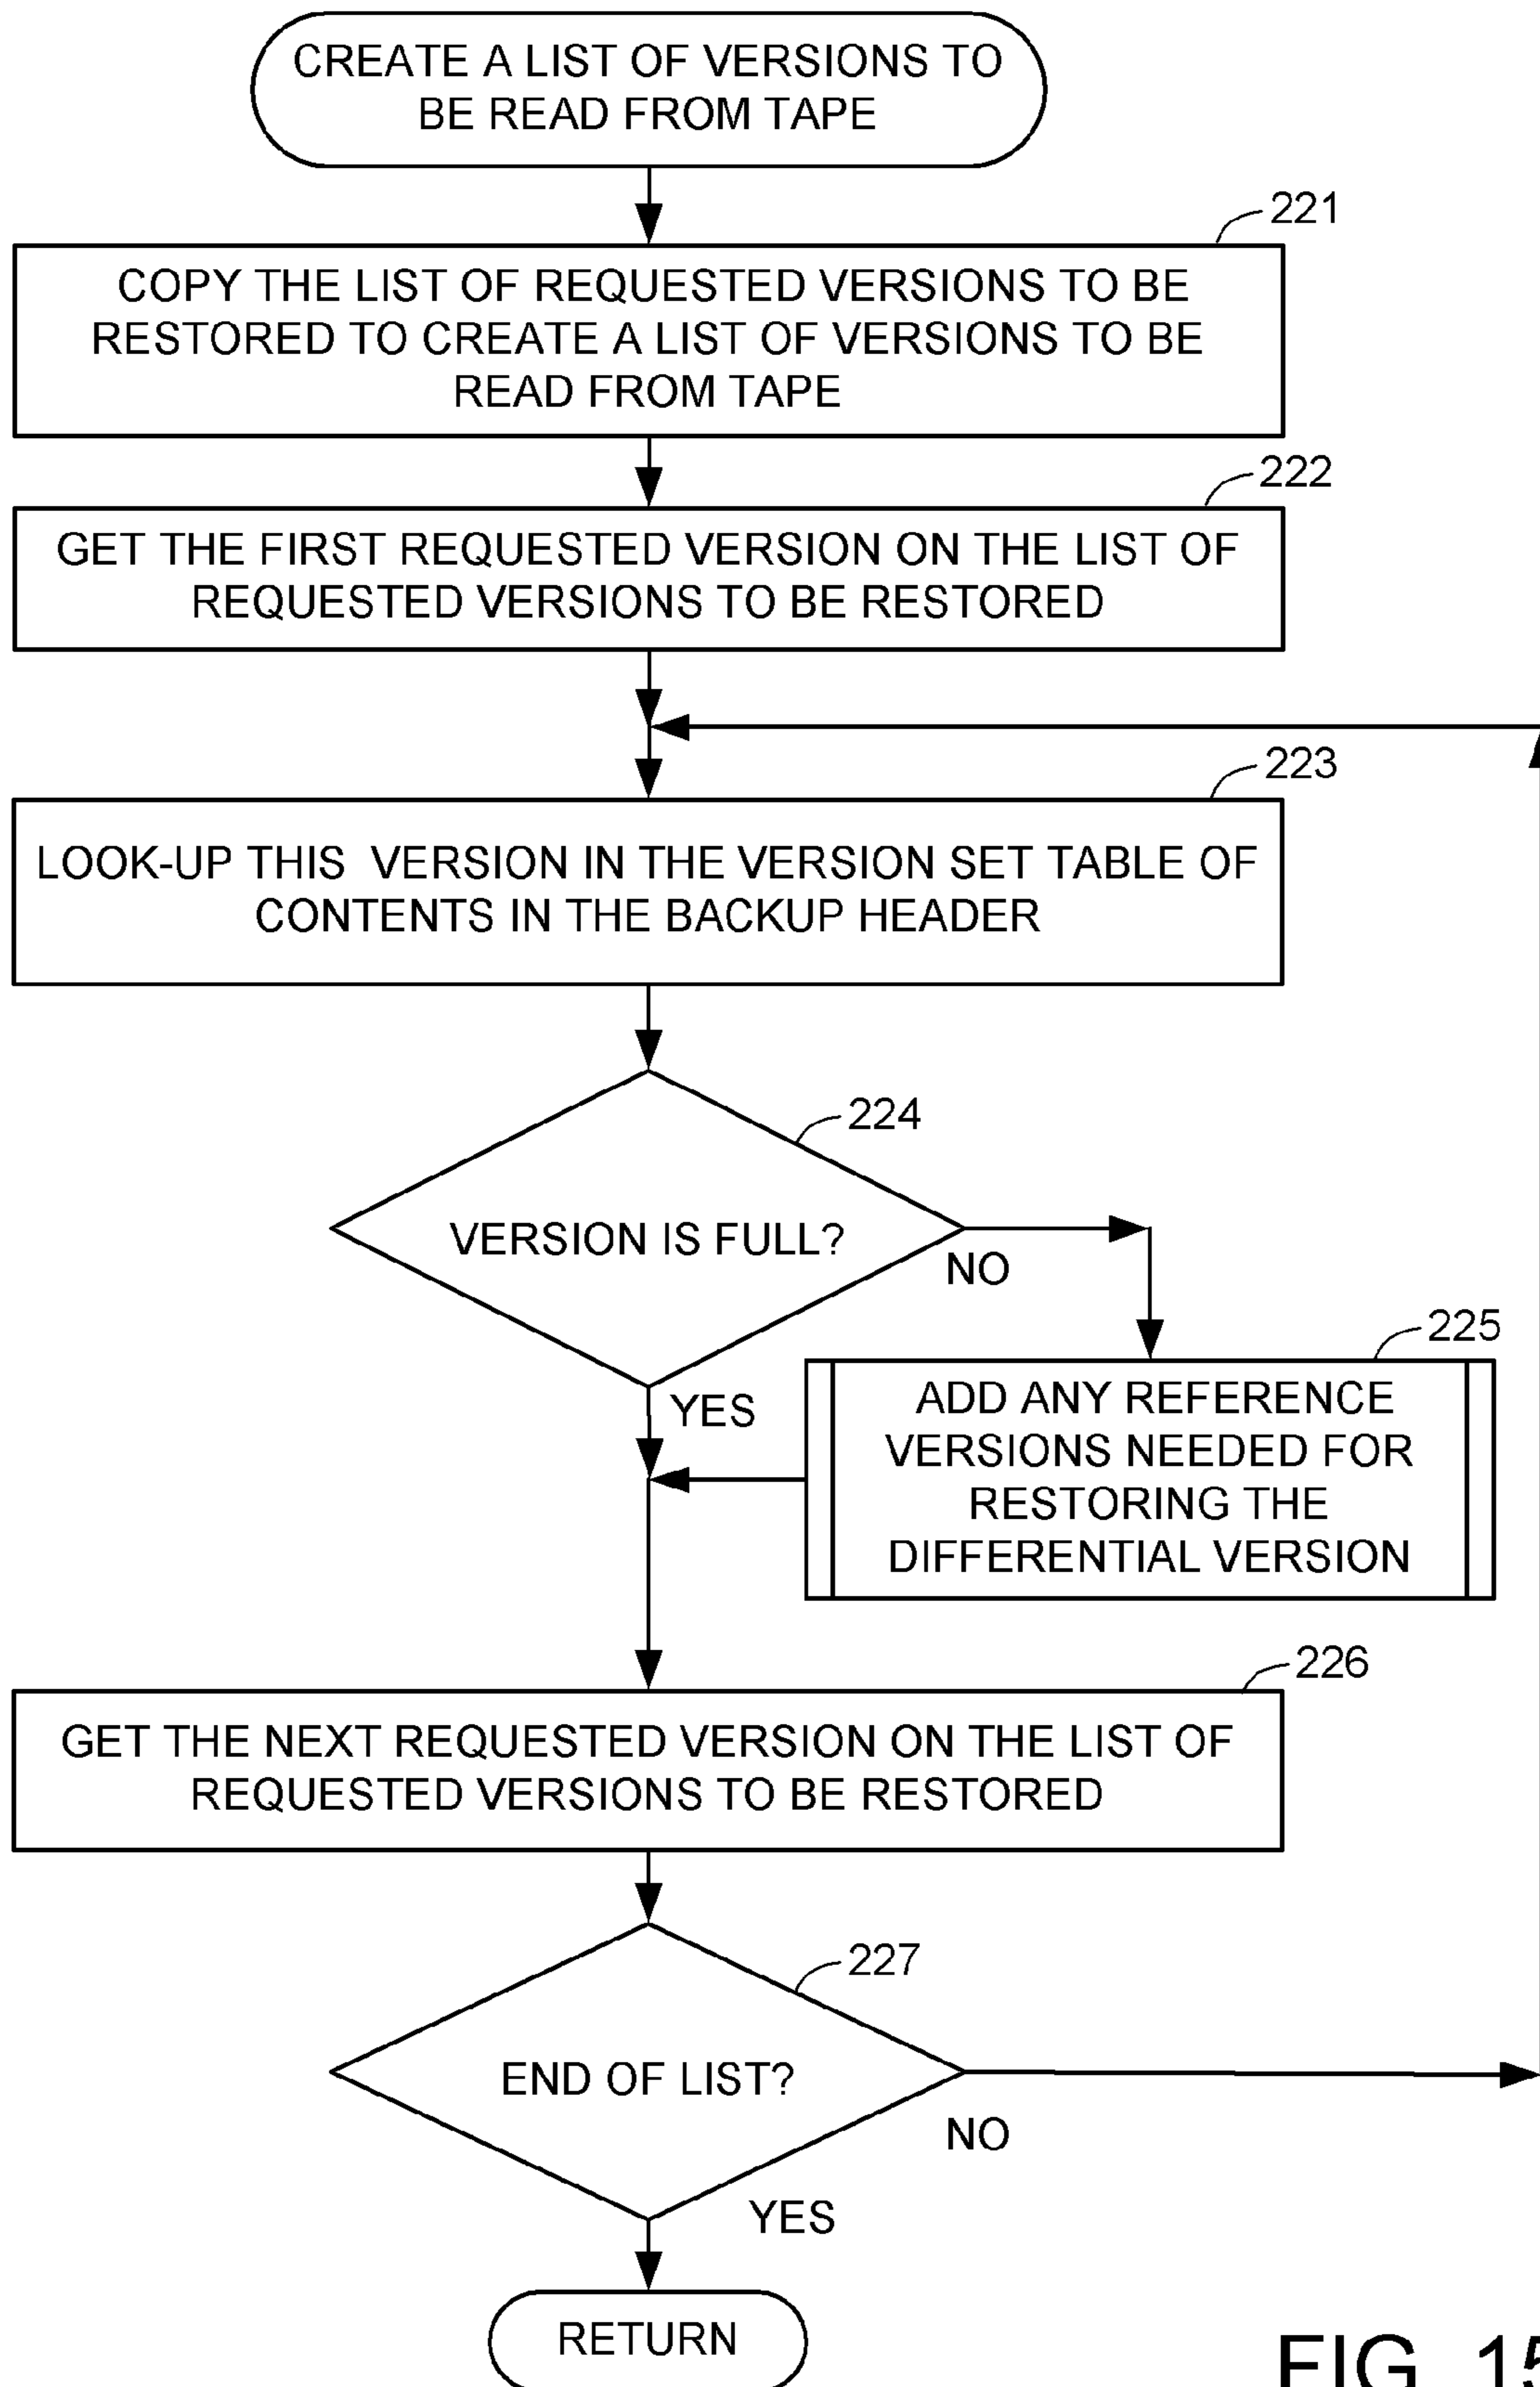 CREATE A LIST OF VERSIONS TO
BE READ FROM TAPE
221
COPY THE LIST OF REQUESTED VERSIONS TO BE
RESTORED TO CREATE A LIST OF VERSIONS TO BE
READ FROM TAPE
222
GET THE FIRST REQUESTED VERSION ON THE LIST OF
REQUESTED VERSIONS TO BE RESTORED
223
LOOK-UP THIS VERSION IN THE VERSION SET TABLE OF
CONTENTS IN THE BACKUP HEADER
224
VERSION IS FULL?
NO
225
YES
ADD ANY REFERENCE
VERSIONS NEEDED FOR
RESTORING THE
DIFFERENTIAL VERSION
226
GET THE NEXT REQUESTED VERSION ON THE LIST OF
REQUESTED VERSIONS TO BE RESTORED
227
END OF LIST?
NO
YES
RETURN
FIG. 15